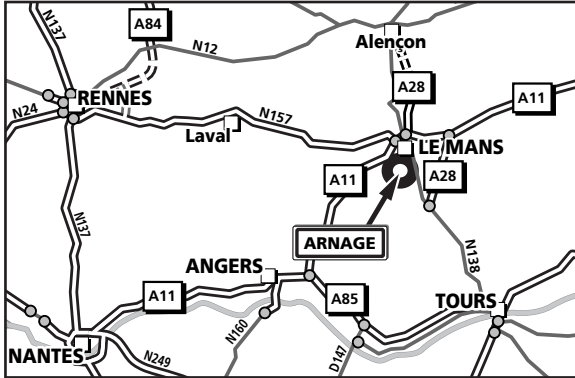 N137
A84
N12
Alençon
RENNES
A28
A11
N24
N157
Laval
LE MANS
A11
A28
N137
ARNAGE
N138
ANGERS
A11
A85
TOURS
N160
D147
NANTES
N249